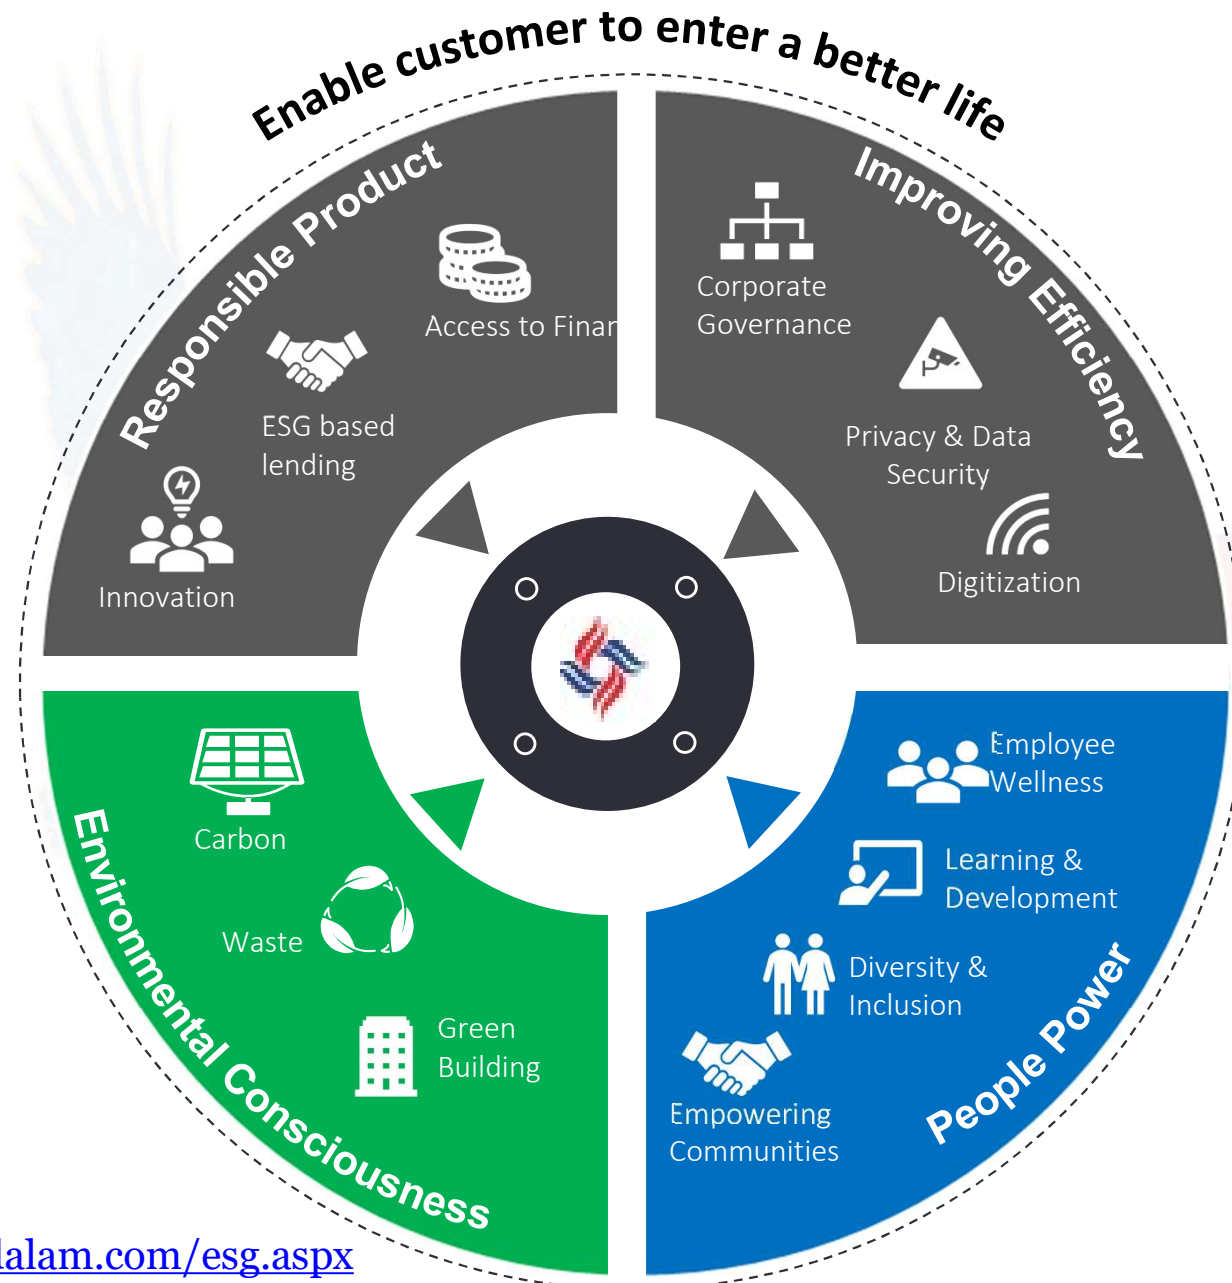 Enable customer to enter a better life
Responsible Product
Access to Finan
ESG based
lending
Innovation
Improving Efficiency
Corporate
Governance
Privacy & Data
Security
Digitization
Environmental Consciousness
Carbon
Waste
Green
Building
People Power
Employee
Wellness
Learning &
Development
Diversity &
Inclusion
Empowering
Communities
lalam.com/esg.aspx